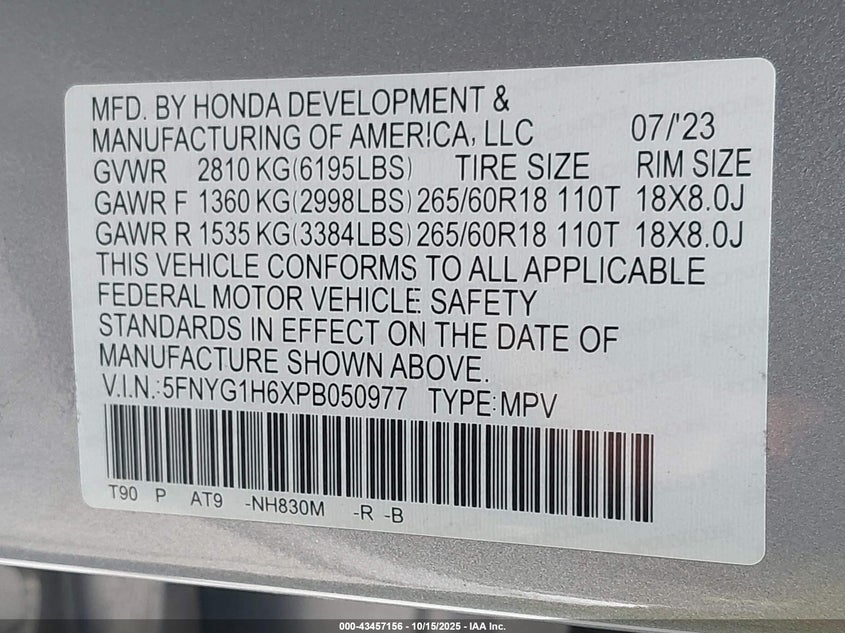 MFD. BY HONDA DEVELOPMENT &
MANUFACTURING OF AMERICA, LLC 07/'23
GVWR 2810 KG(6195LBS) TIRE SIZE RIM SIZE
GAWR F 1360 KG(2998LBS) 265/60R18 110T 18X8.0J
GAWR R 1535 KG(3384LBS) 265/60R18 110T 18X8.0J
THIS VEHICLE CONFORMS TO ALL APPLICABLE
FEDERAL MOTOR VEHICLE SAFETY
STANDARDS IN EFFECT ON THE DATE OF
MANUFACTURE SHOWN ABOVE.
V.I.N.:5FNYG1H6XPB050977 TYPE:MPV
T90 P AT9 -NH830M -R -B
000-43457156 - 10/15/2025 - IAA Inc.